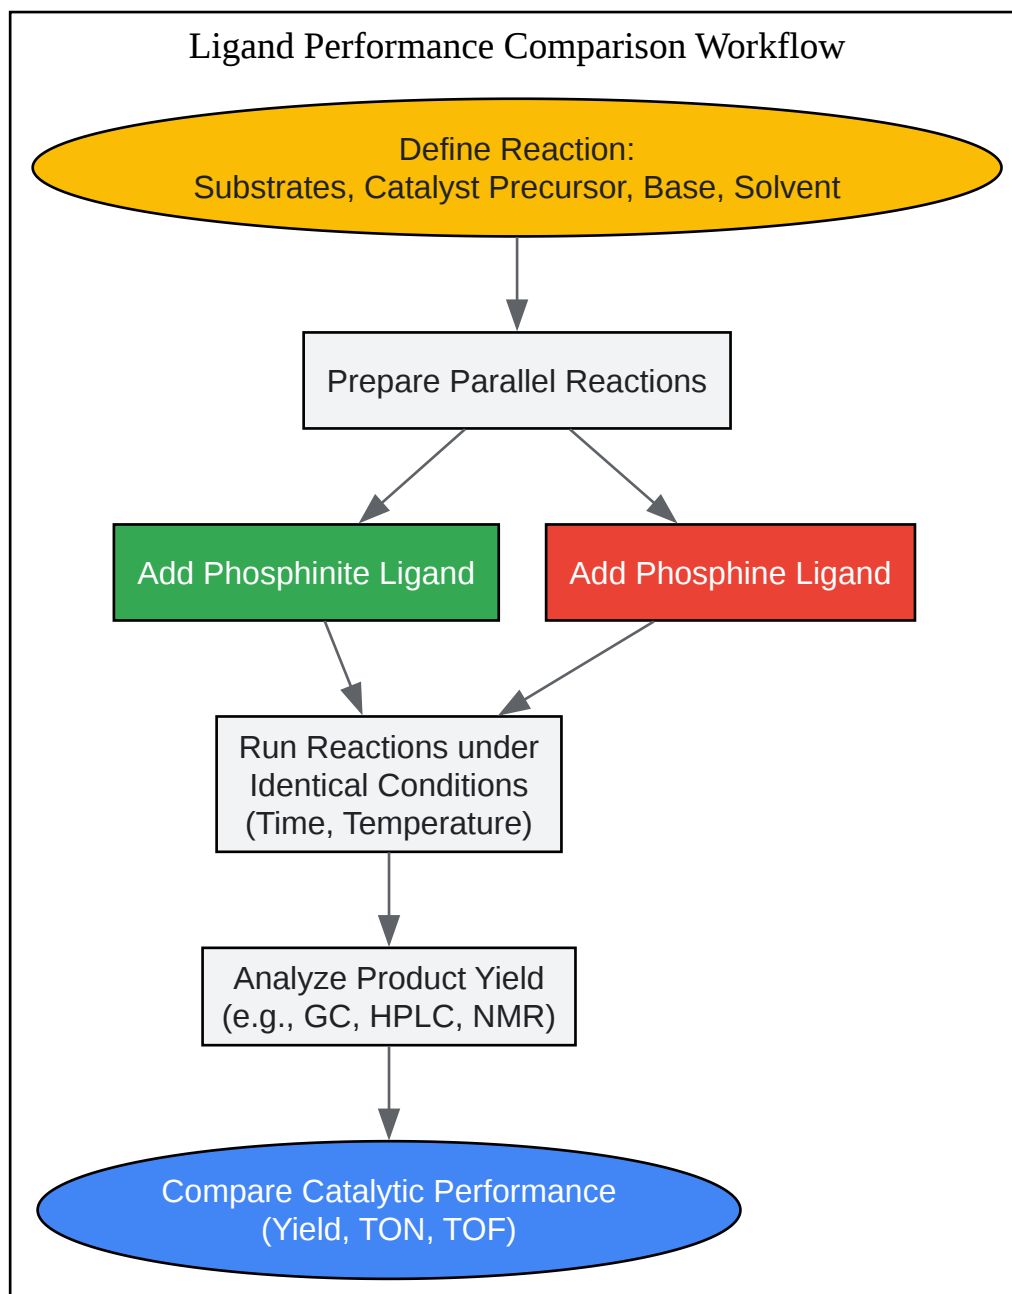 Ligand Performance Comparison Workflow
Define Reaction:
Substrates, Catalyst Precursor, Base, Solvent
Prepare Parallel Reactions
Add Phosphinite Ligand
Add Phosphine Ligand
Run Reactions under
Identical Conditions
(Time, Temperature)
Analyze Product Yield
(e.g., GC, HPLC, NMR)
Compare Catalytic Performance
(Yield, TON, TOF)